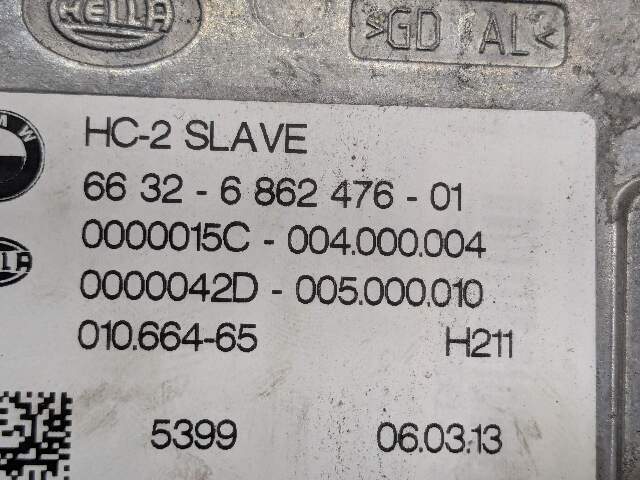 HELLA
>GD AL<
HC-2 SLAVE
66 32 - 6 862 476 - 01
0000015C - 004.000.004
0000042D - 005.000.010
010.664-65 H211
5399 06.03.13